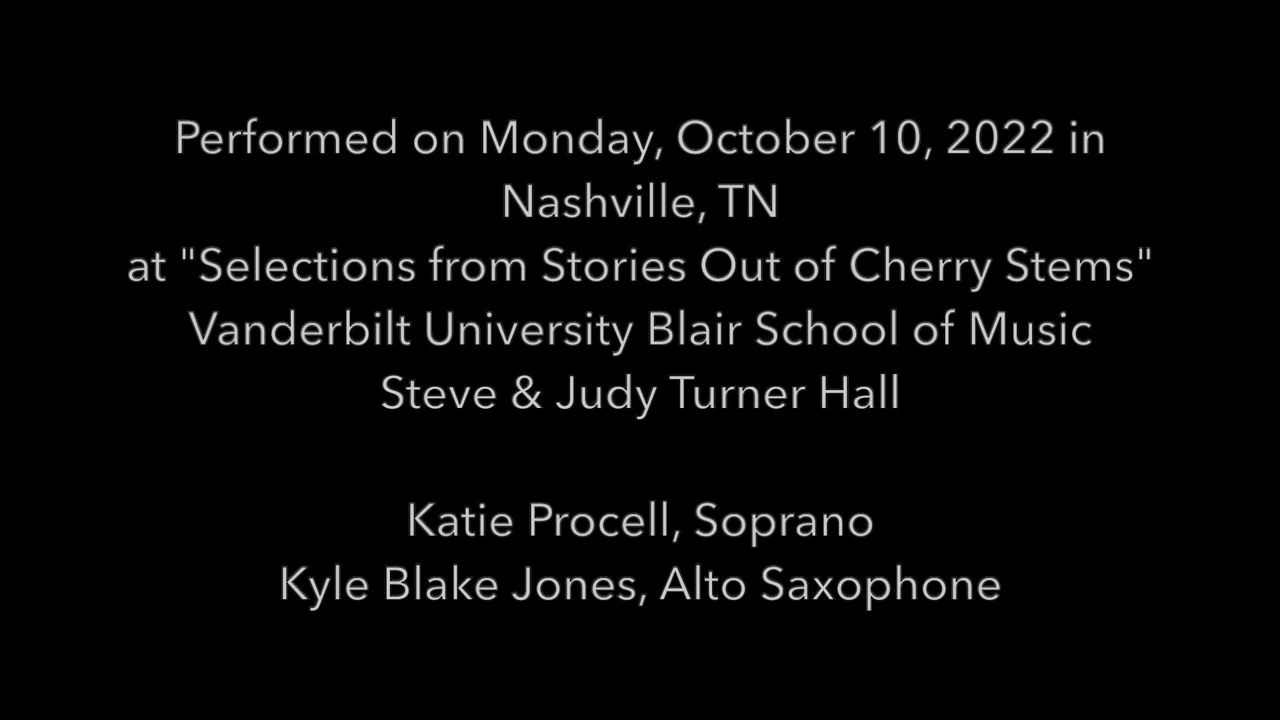 Performed on Monday, October 10, 2022 in
Nashville, TN
at "Selections from Stories Out of Cherry Stems"
Vanderbilt University Blair School of Music
Steve & Judy Turner Hall
Katie Procell, Soprano
Kyle Blake Jones, Alto Saxophone